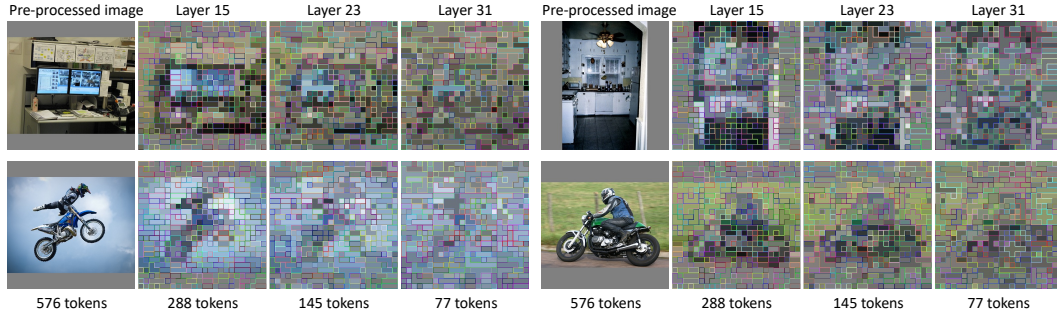 Pre-processed image Layer 15 Layer 23 Layer 31 Pre-processed image Layer 15 Layer 23 Layer 31
576 tokens 288 tokens 145 tokens 77 tokens 576 tokens 288 tokens 145 tokens 77 tokens